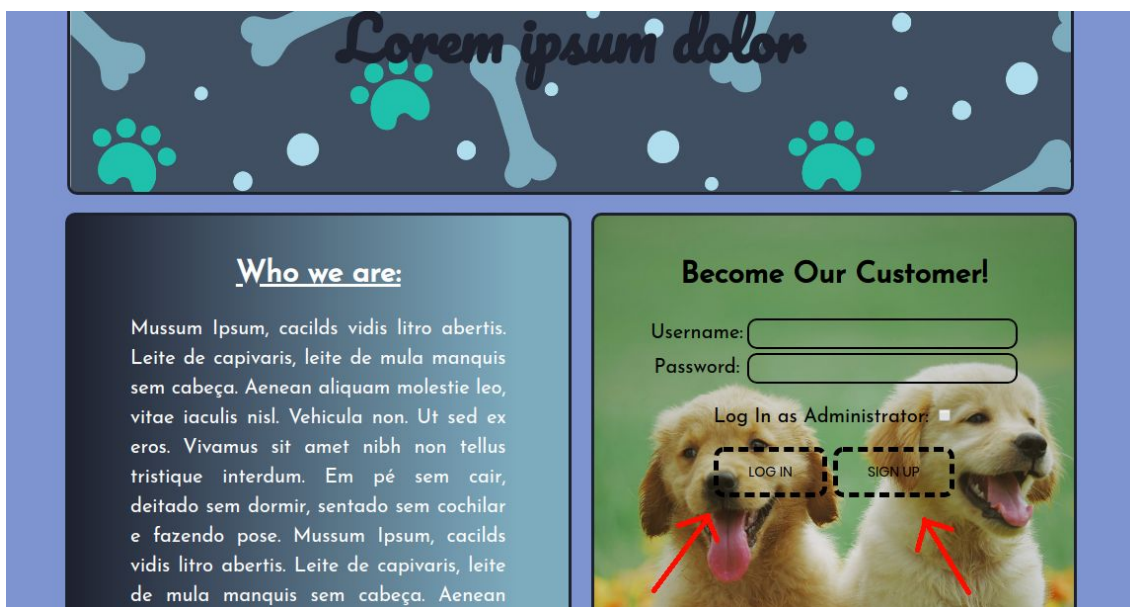 Lorem ipsum dolor
Who we are:
Mussum Ipsum, cacilds vidis litro abertis.
Leite de capivaris, leite de mula manquis
sem cabeça. Aenean aliquam molestie leo,
vitae iaculis nisl. Vehicula non. Ut sed ex
eros. Vivamus sit amet nibh non tellus
tristique interdum. Em pé sem cair,
deitado sem dormir, sentado sem cochilar
e fazendo pose. Mussum Ipsum, cacilds
vidis litro abertis. Leite de capivaris, leite
de mula manquis sem cabeça. Aenean
Become Our Customer!
Username:
Password:
Log In as Administrator:
LOG IN
SIGN UP